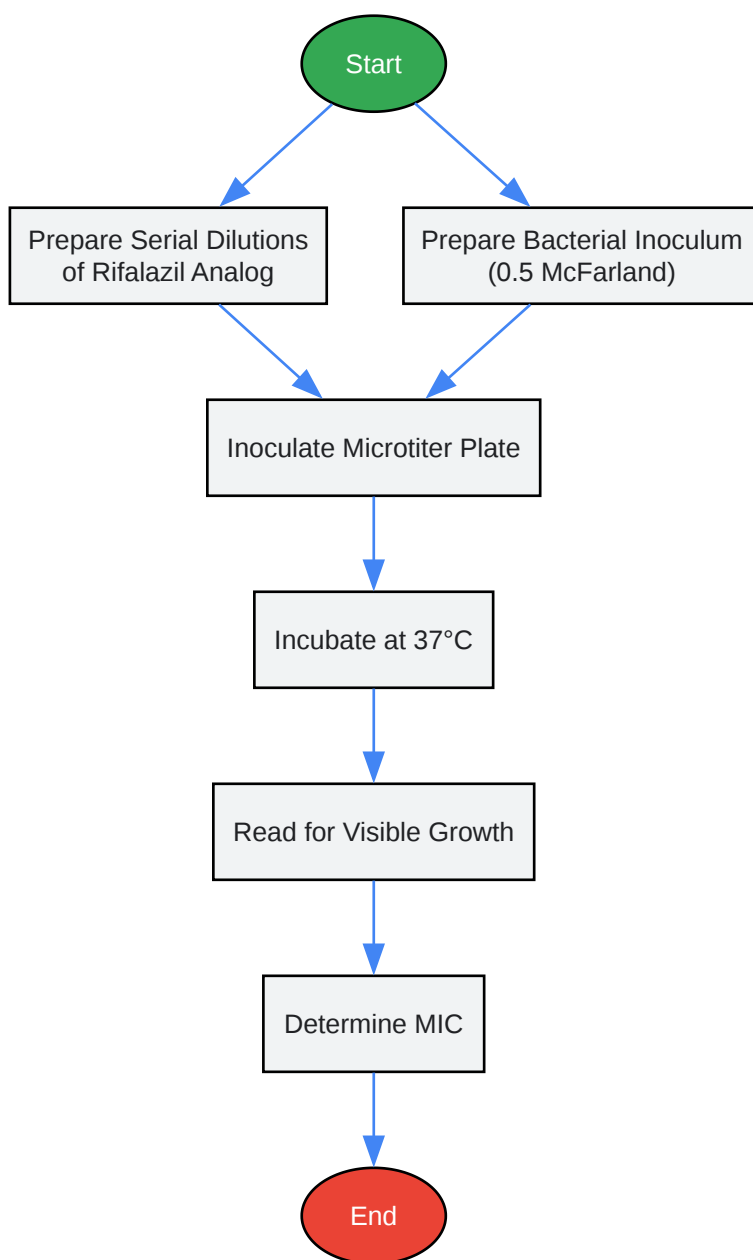 Start
Prepare Serial Dilutions
of Rifalazil Analog
Prepare Bacterial Inoculum
(0.5 McFarland)
Inoculate Microtiter Plate
Incubate at 37°C
Read for Visible Growth
Determine MIC
End